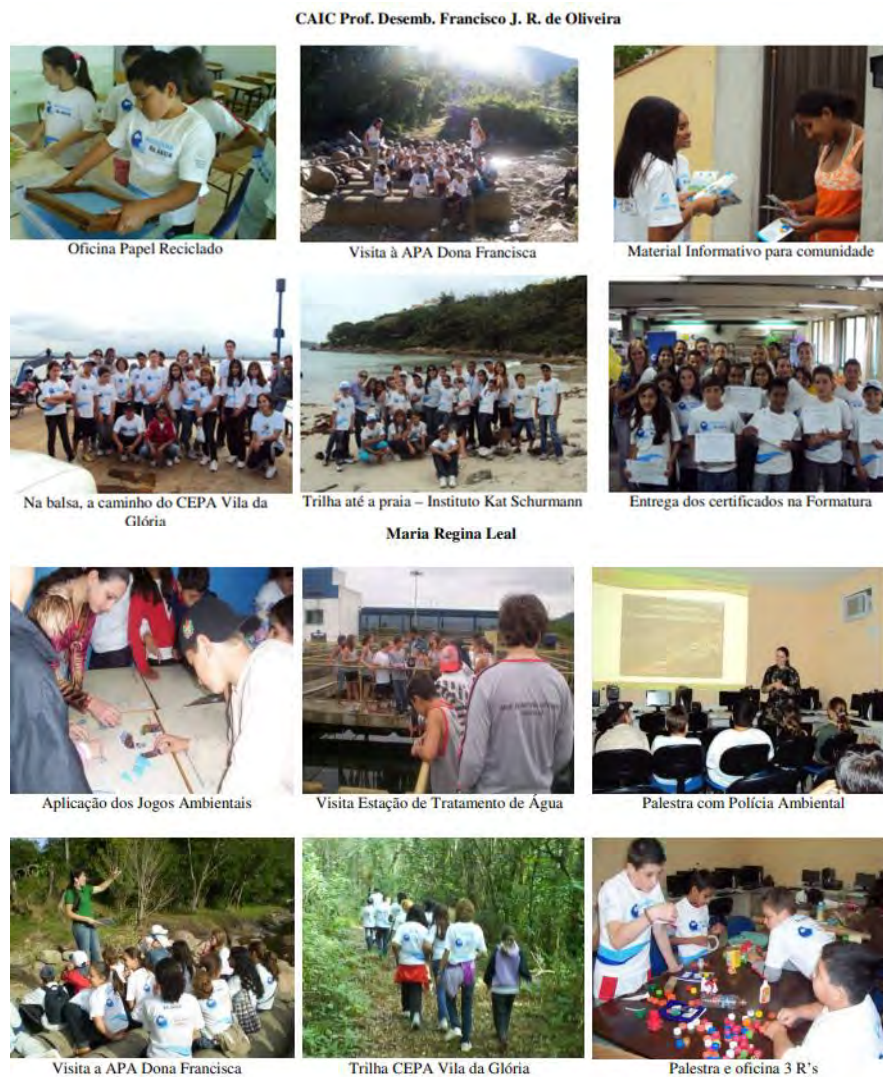 CAIC Prof. Desemb. Francisco J. R. de Oliveira
Oficina Papel Reciclado
Visita à APA Dona Francisca
Material Informativo para comunidade
Na balsa, a caminho do CEPA Vila da
Glória
Trilha até a praia – Instituto Kat Schurmann
Entrega dos certificados na Formatura
Maria Regina Leal
Aplicação dos Jogos Ambientais
Visita Estação de Tratamento de Água
Palestra com Polícia Ambiental
Visita a APA Dona Francisca
Trilha CEPA Vila da Glória
Palestra e oficina 3 R's